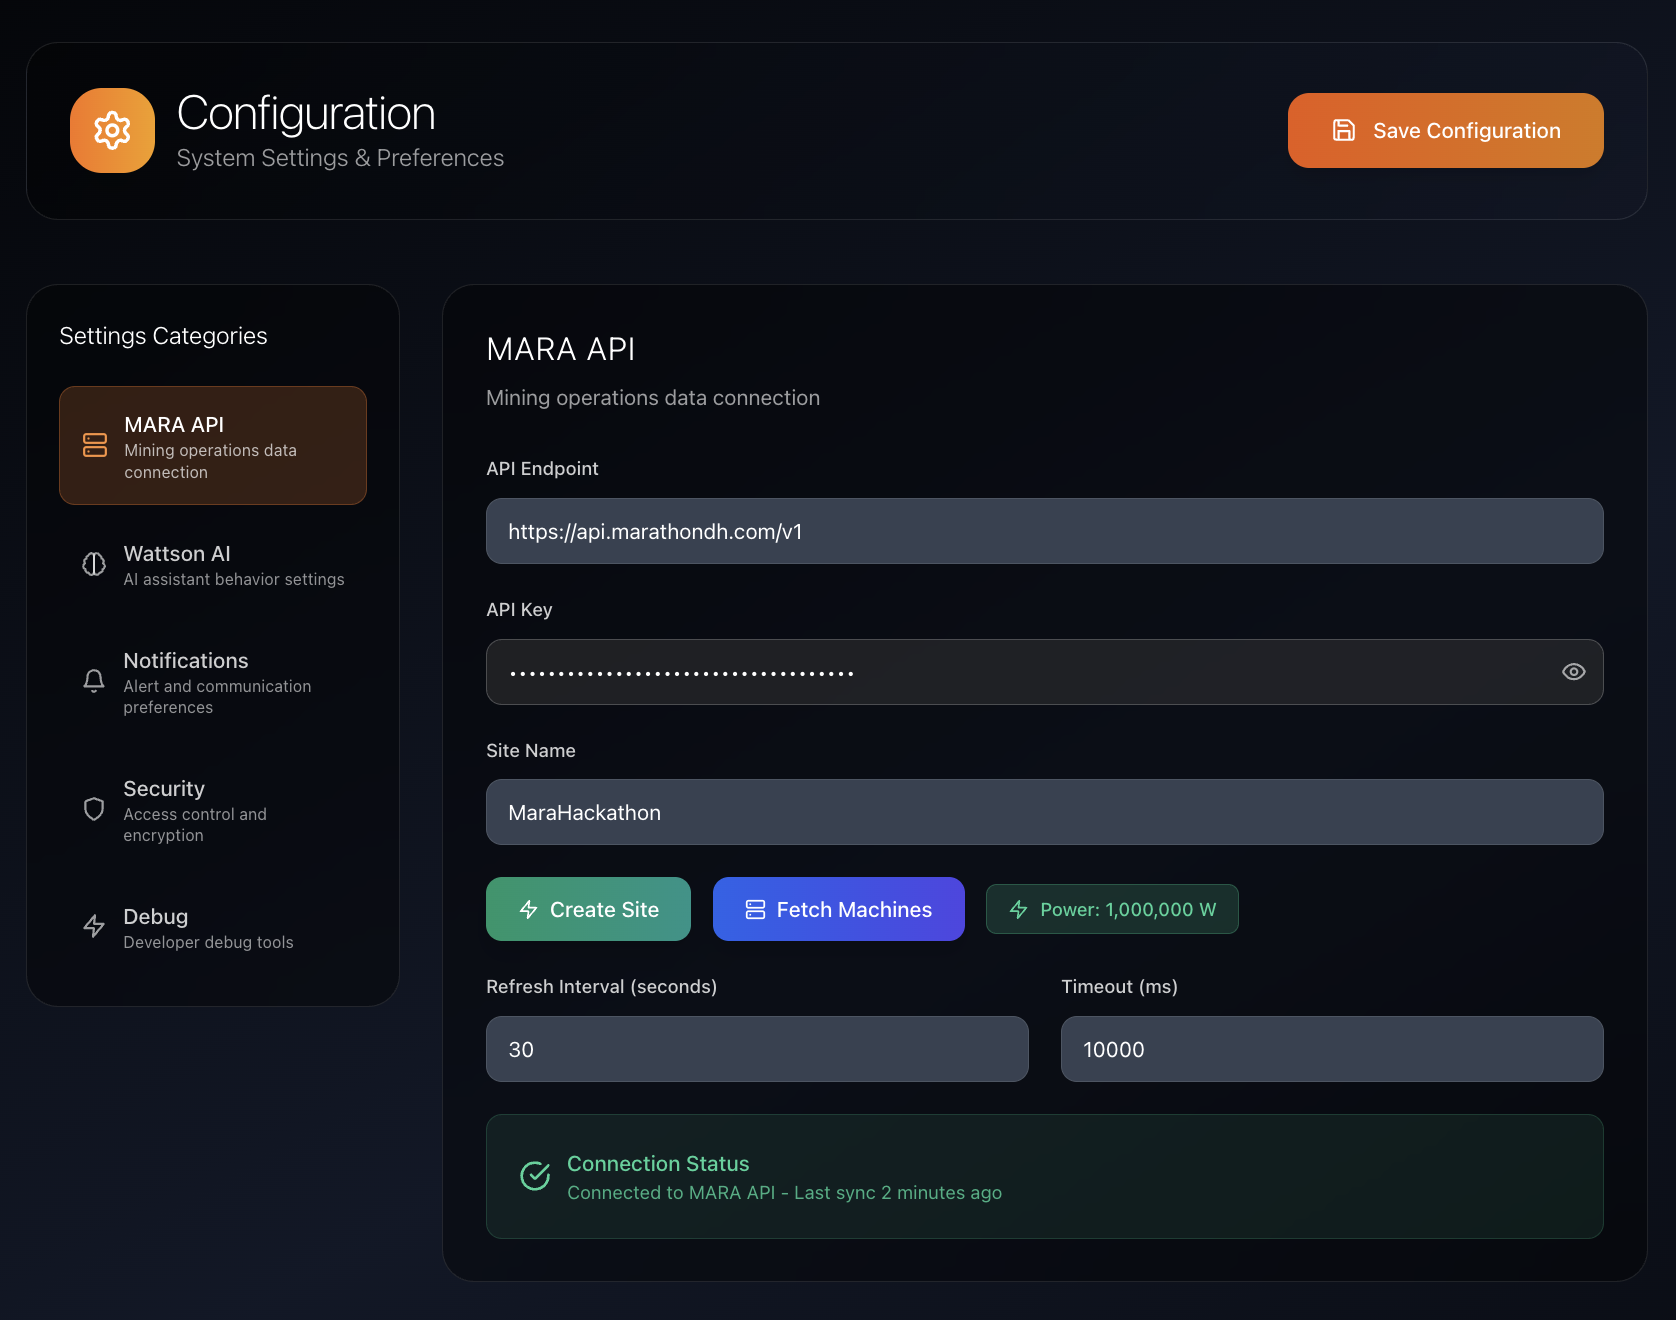 Configuration
System Settings & Preferences
Save Configuration
Settings Categories
MARA API
Mining operations data
connection
Wattson AI
AI assistant behavior settings
Notifications
Alert and communication
preferences
Security
Access control and
encryption
Debug
Developer debug tools
MARA API
Mining operations data connection
API Endpoint
https://api.marathondh.com/v1
API Key
••••••••••••••••••••••••••••••••••••
Site Name
MaraHackathon
Create Site
Fetch Machines
Power: 1,000,000 W
Refresh Interval (seconds)
Timeout (ms)
30
10000
Connection Status
Connected to MARA API - Last sync 2 minutes ago